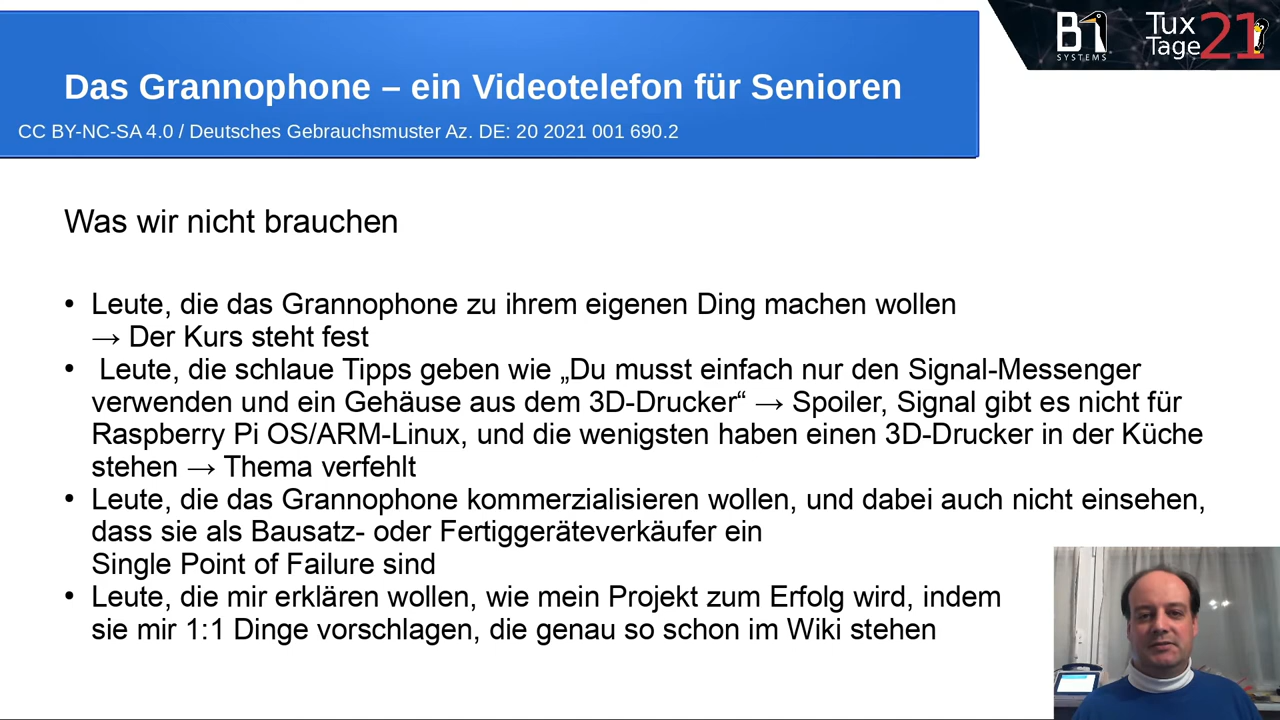 B1
SYSTEMS
Tux
Tage 21
Das Grannophone – ein Videotelefon für Senioren
CC BY-NC-SA 4.0 / Deutsches Gebrauchsmuster Az. DE: 20 2021 001 690.2
Was wir nicht brauchen
• Leute, die das Grannophone zu ihrem eigenen Ding machen wollen
→ Der Kurs steht fest
• Leute, die schlaue Tipps geben wie „Du musst einfach nur den Signal-Messenger
verwenden und ein Gehäuse aus dem 3D-Drucker“ → Spoiler, Signal gibt es nicht für
Raspberry Pi OS/ARM-Linux, und die wenigsten haben einen 3D-Drucker in der Küche
stehen → Thema verfehlt
• Leute, die das Grannophone kommerzialisieren wollen, und dabei auch nicht einsehen,
dass sie als Bausatz- oder Fertiggeräteverkäufer ein
Single Point of Failure sind
• Leute, die mir erklären wollen, wie mein Projekt zum Erfolg wird, indem
sie mir 1:1 Dinge vorschlagen, die genau so schon im Wiki stehen